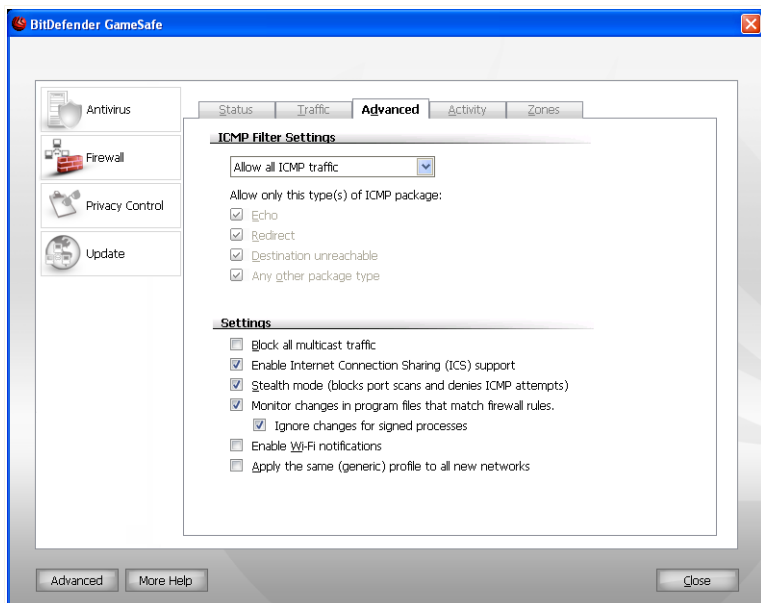 BitDefender GameSafe
Antivirus
Firewall
Privacy Control
Update
Status Traffic Advanced Activity Zones
ICMP Filter Settings
Allow all ICMP traffic
Allow only this type(s) of ICMP package:
Echo
Redirect
Destination unreachable
Any other package type
Settings
Block all multicast traffic
Enable Internet Connection Sharing (ICS) support
Stealth mode (blocks port scans and denies ICMP attempts)
Monitor changes in program files that match firewall rules.
Ignore changes for signed processes
Enable Wi-Fi notifications
Apply the same (generic) profile to all new networks
Advanced More Help Close